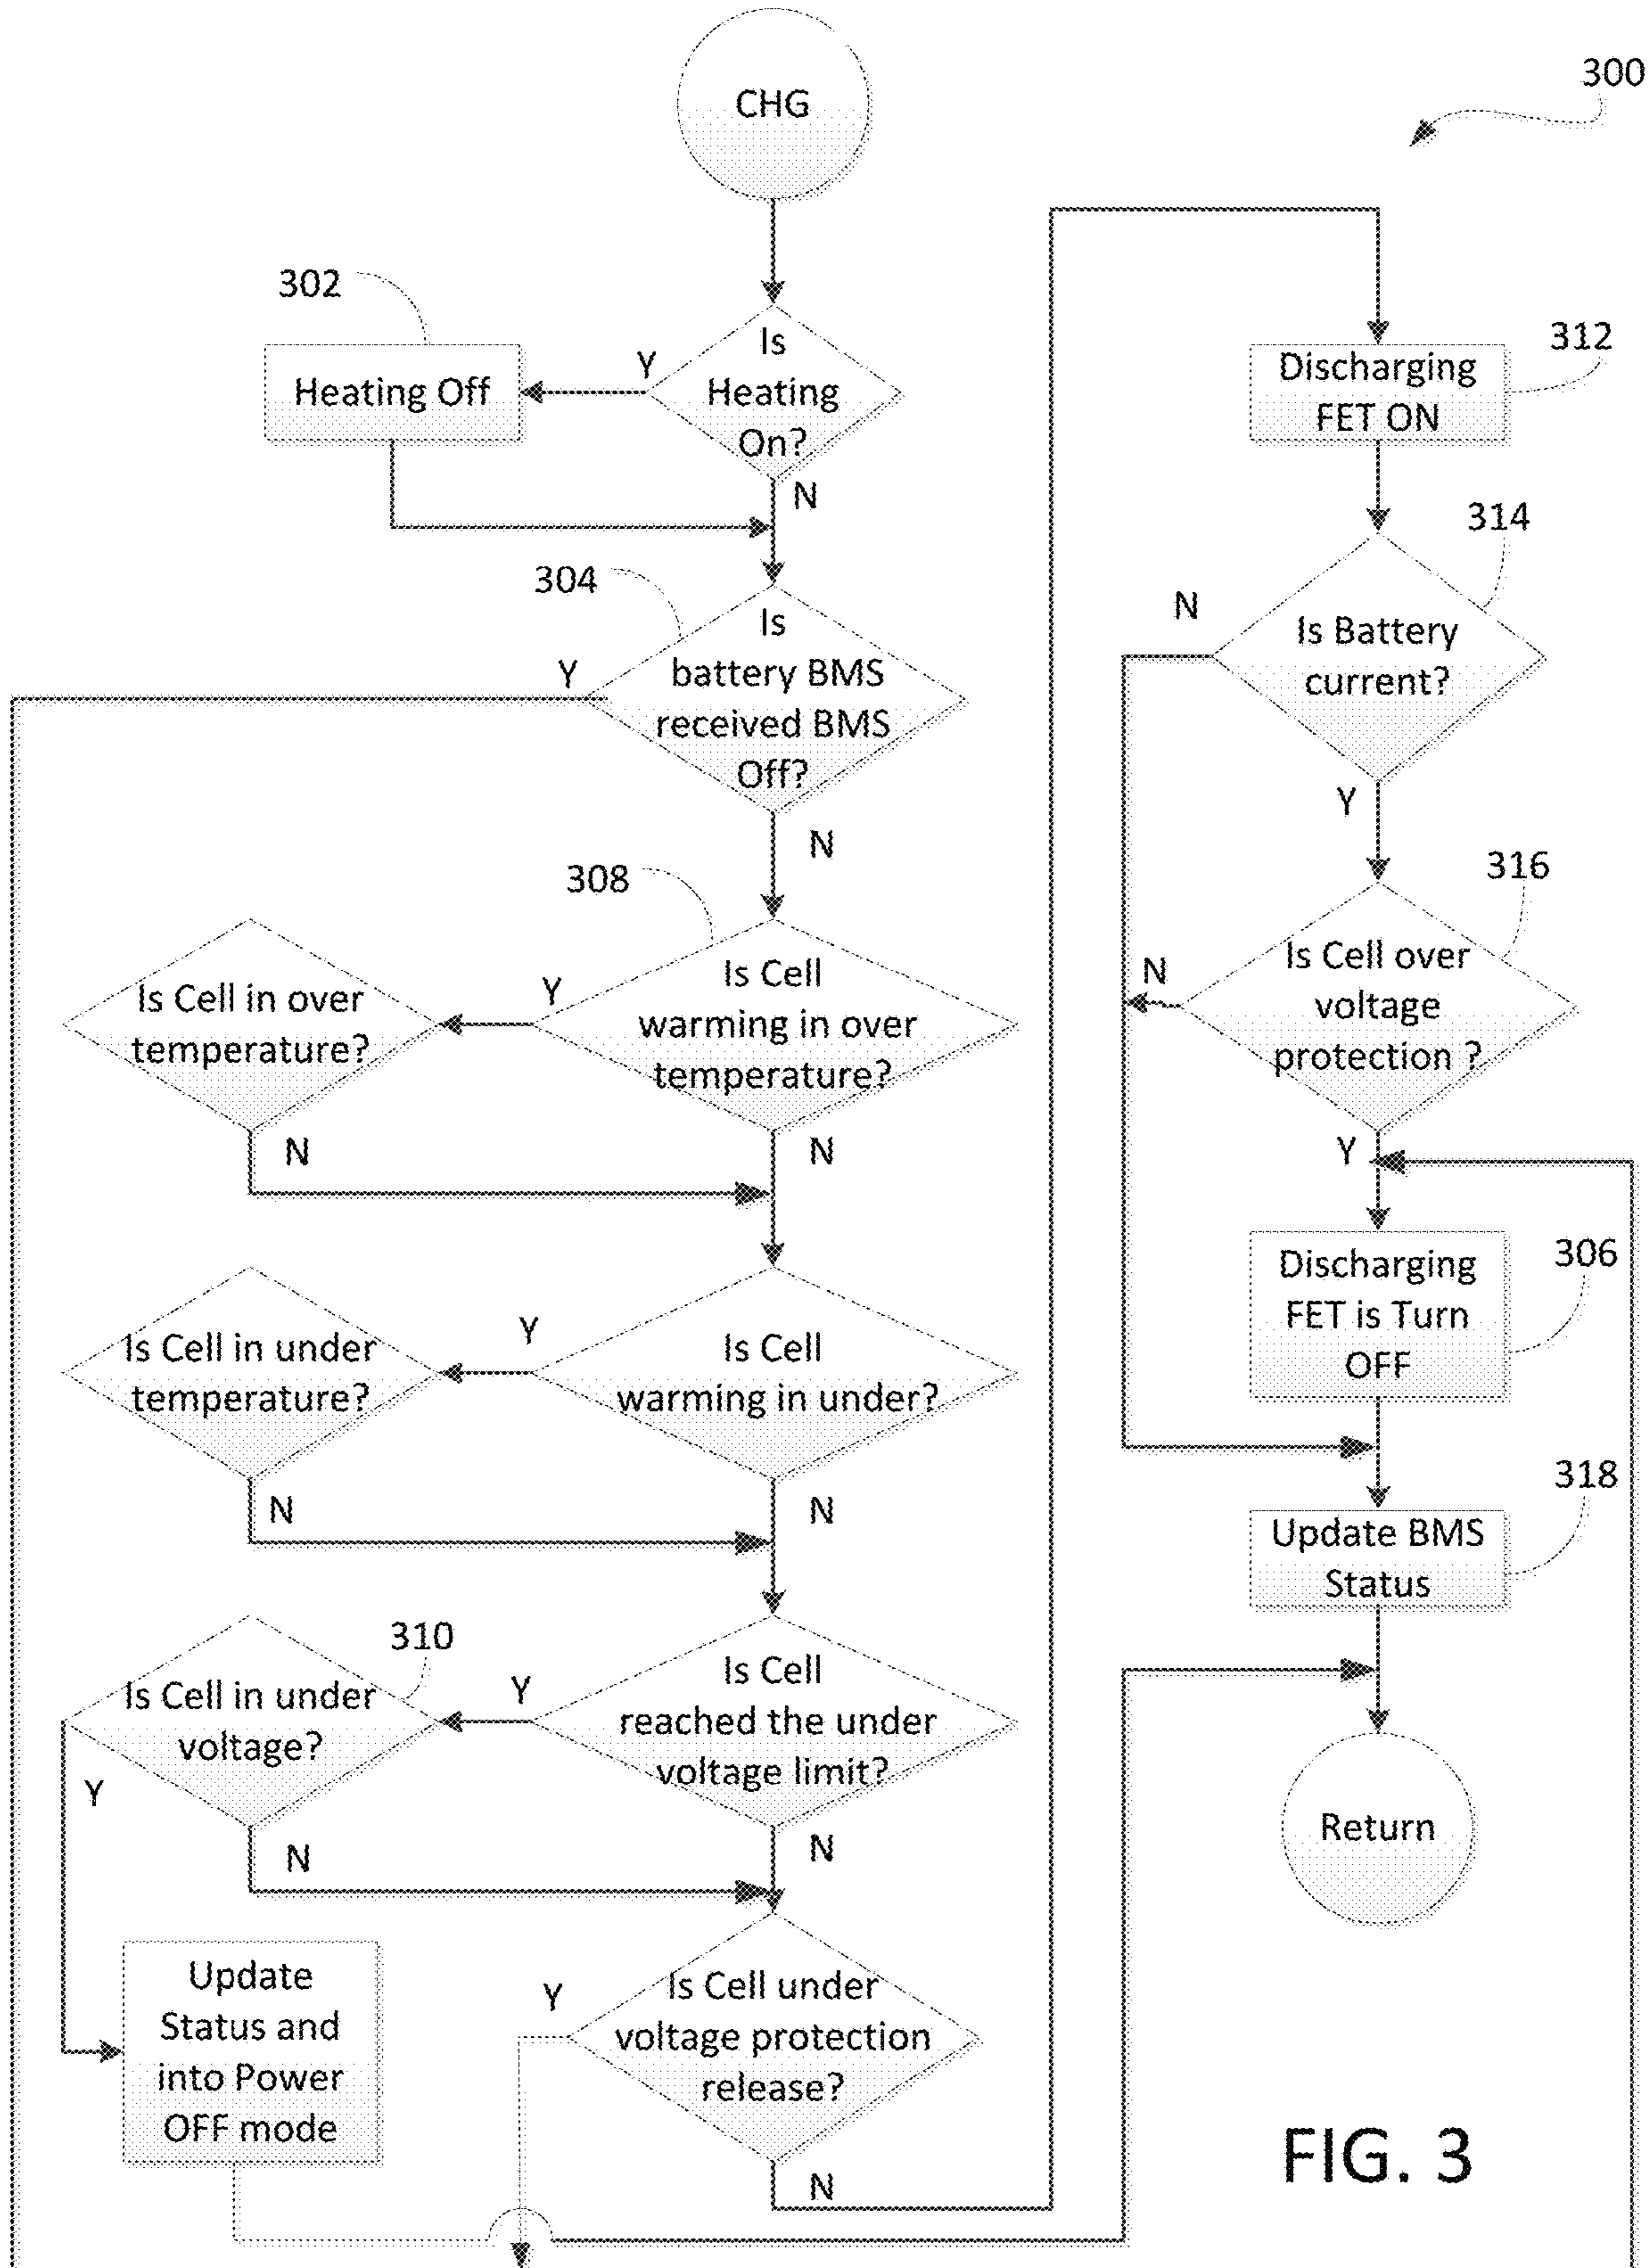 CHG
300
302
Is
Heating
On?
Y
Heating Off
N
304
Is
battery BMS
received BMS
Off?
Y
N
308
Is Cell
warming in over
temperature?
Y
Is Cell in over
temperature?
N
N
Is Cell
warming in under?
Y
Is Cell in under
temperature?
N
N
Is Cell
reached the under
voltage limit?
Y
310
Is Cell in under
voltage?
Y
N
N
Update
Status and
into Power
OFF mode
Is Cell under
voltage protection
release?
Y
N
312
Discharging
FET ON
314
Is Battery
current?
N
Y
316
Is Cell over
voltage
protection ?
N
Y
306
Discharging
FET is Turn
OFF
318
Update BMS
Status
Return
FIG. 3